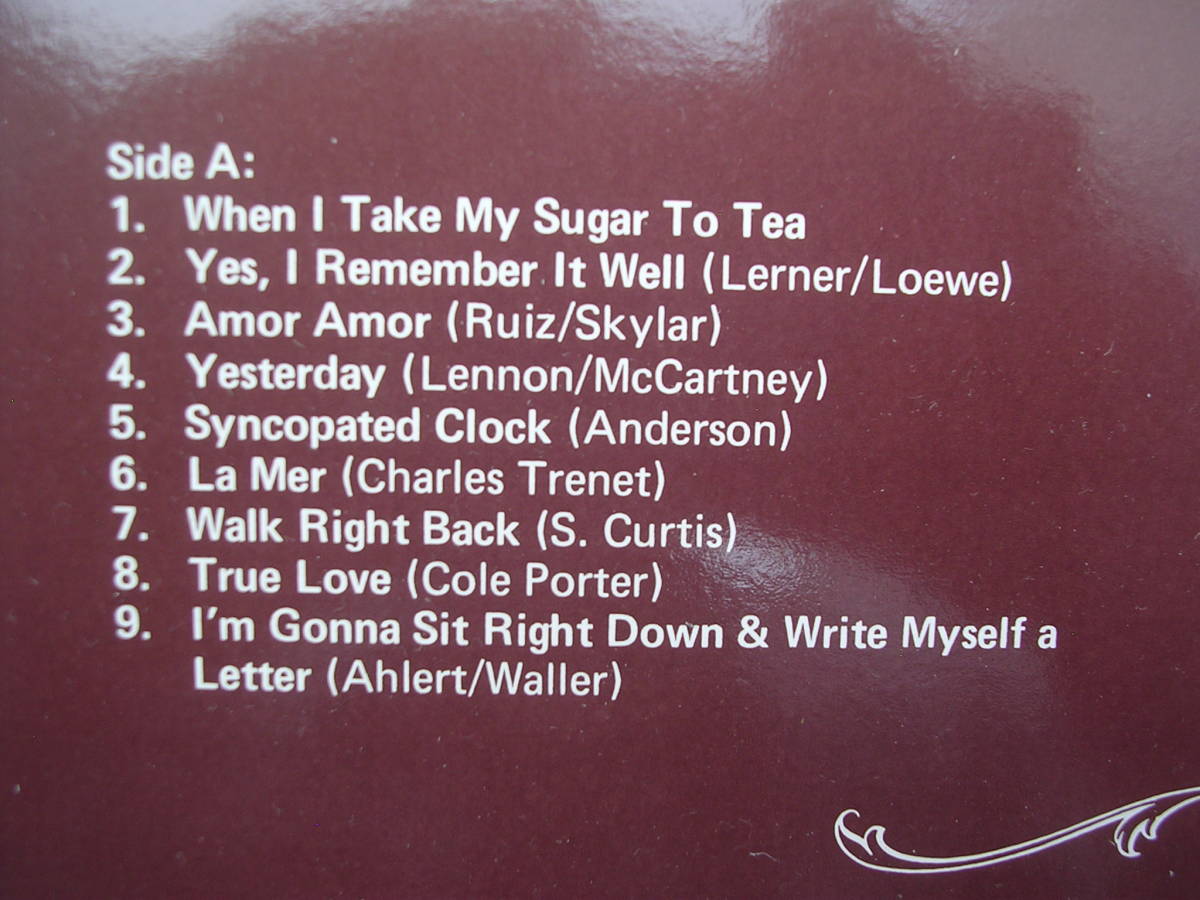 Side A:
1. When I Take My Sugar To Tea
2. Yes, I Remember It Well (Lerner/Loewe)
3. Amor Amor (Ruiz/Skylar)
4. Yesterday (Lennon/McCartney)
5. Syncopated Clock (Anderson)
6. La Mer (Charles Trenet)
7. Walk Right Back (S. Curtis)
8. True Love (Cole Porter)
9. I'm Gonna Sit Right Down & Write Myself a
Letter (Ahlert/Waller)